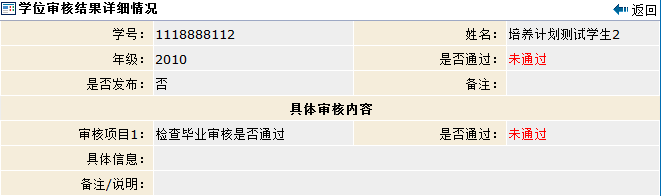 学位审核结果详细情况 返回
学号： 1118888112 姓名： 培养计划测试学生2
年级： 2010 是否通过： 未通过
是否发布： 否 备注：
具体审核内容
审核项目1： 检查毕业审核是否通过 是否通过： 未通过
具体信息：
备注/说明：